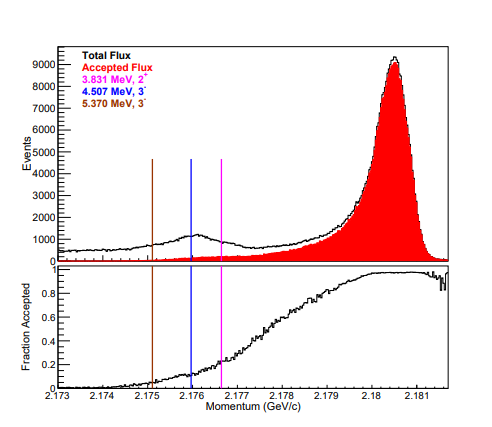 Total Flux
Accepted Flux
3.831 MeV, 2+
4.507 MeV, 3-
5.370 MeV, 3-
Events
9000
8000
7000
6000
5000
4000
3000
2000
1000
0
Fraction Accepted
1
0.8
0.6
0.4
0.2
0
2.173 2.174 2.175 2.176 2.177 2.178 2.179 2.18 2.181
Momentum (GeV/c)